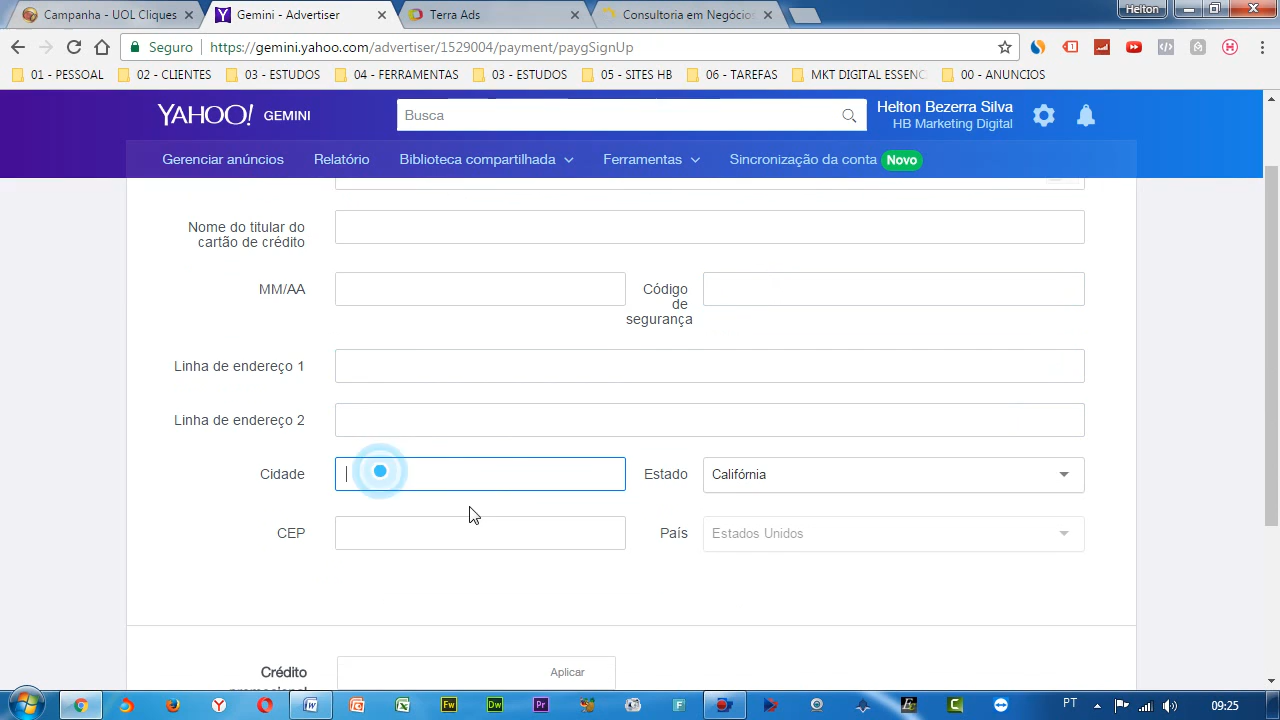 Campanha - UOL Cliques
Gemini - Advertiser
Terra Ads
Consultoria em Negócio
Helton
Seguro
https://gemini.yahoo.com/advertiser/1529004/payment/paygSignUp
01 - PESSOAL
02 - CLIENTES
03 - ESTUDOS
04 - FERRAMENTAS
03 - ESTUDOS
05 - SITES HB
06 - TAREFAS
MKT DIGITAL ESSENC
00 - ANUNCIOS
YAHOO! GEMINI
Busca
Helton Bezerra Silva
HB Marketing Digital
Gerenciar anúncios
Relatório
Biblioteca compartilhada
Ferramentas
Sincronização da conta
Novo
Nome do titular do
cartão de crédito
MM/AA
Código
de
segurança
Linha de endereço 1
Linha de endereço 2
Cidade
Estado
Califórnia
CEP
País
Estados Unidos
Crédito
promocional
Aplicar
PT
09:25